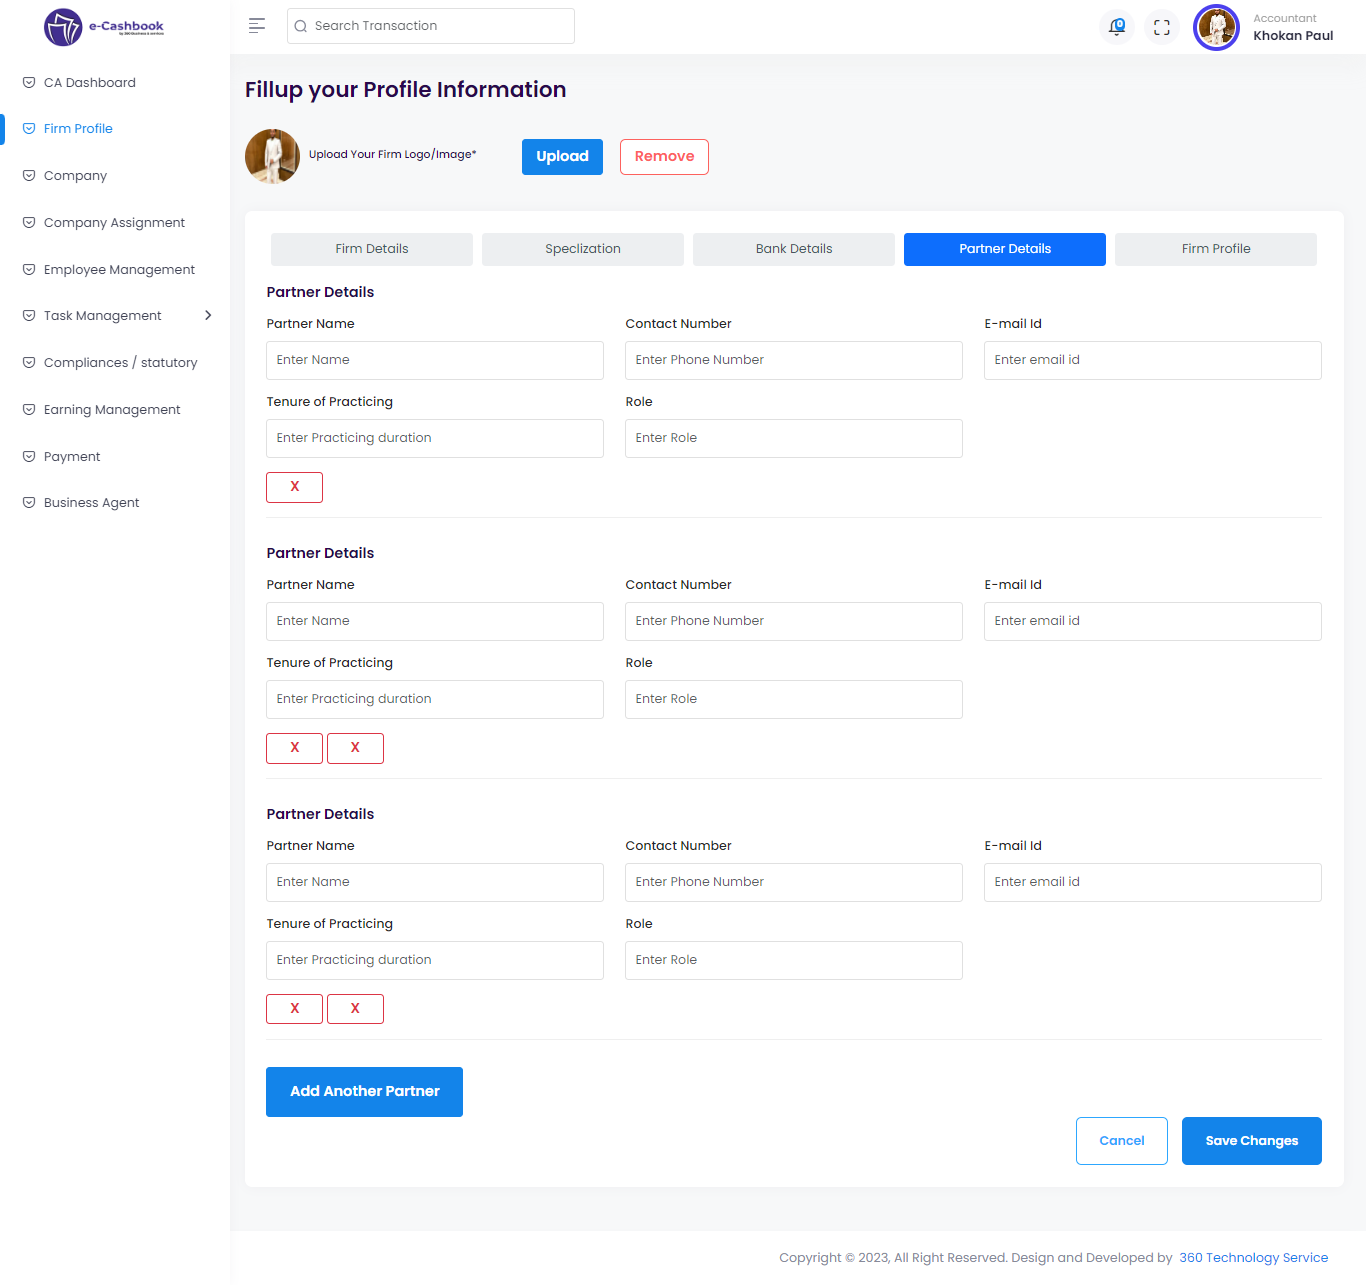 e-Cashbook
by 360 Business & services
Search Transaction
0
Accountant
Khokan Paul
CA Dashboard
Firm Profile
Company
Company Assignment
Employee Management
Task Management
Compliances / statutory
Earning Management
Payment
Business Agent
Fillup your Profile Information
Upload Your Firm Logo/Image*
Upload
Remove
Firm Details
Speclization
Bank Details
Partner Details
Firm Profile
Partner Details
Partner Name
Contact Number
E-mail Id
Enter Name
Enter Phone Number
Enter email id
Tenure of Practicing
Role
Enter Practicing duration
Enter Role
X
Partner Details
Partner Name
Contact Number
E-mail Id
Enter Name
Enter Phone Number
Enter email id
Tenure of Practicing
Role
Enter Practicing duration
Enter Role
X X
Partner Details
Partner Name
Contact Number
E-mail Id
Enter Name
Enter Phone Number
Enter email id
Tenure of Practicing
Role
Enter Practicing duration
Enter Role
X X
Add Another Partner
Cancel
Save Changes
Copyright © 2023, All Right Reserved. Design and Developed by 360 Technology Service